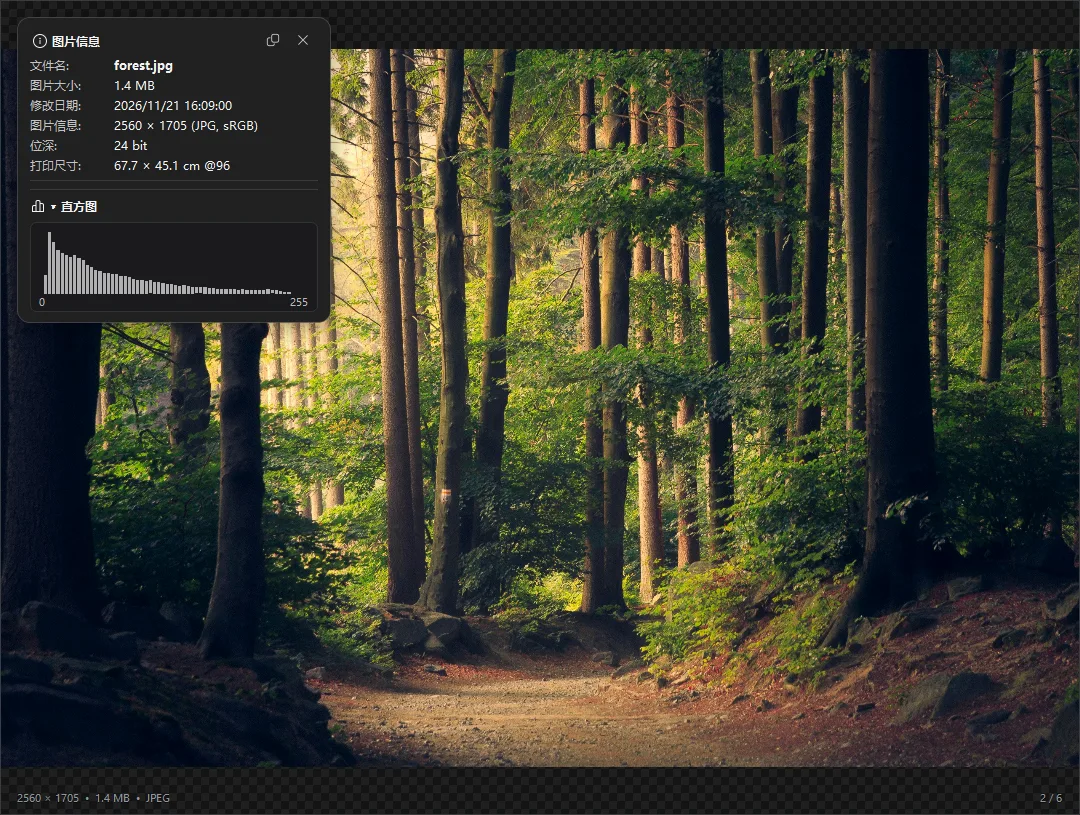 图片信息
文件名: forest.jpg
图片大小: 1.4 MB
修改日期: 2026/11/21 16:09:00
图片信息: 2560 × 1705 (JPG, sRGB)
位深: 24 bit
打印尺寸: 67.7 × 45.1 cm @96
直方图
0 255
2560 × 1705 • 1.4 MB • JPEG 2 / 6